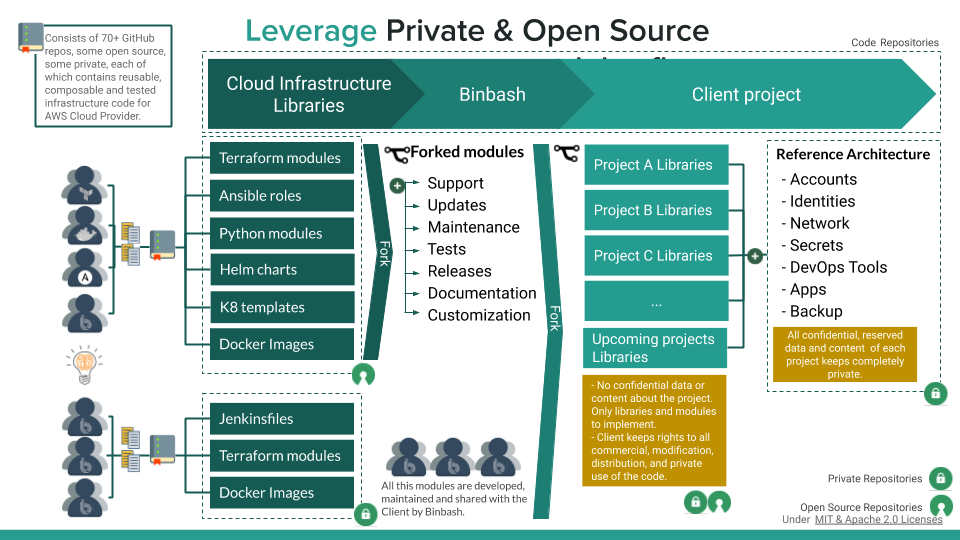 Leverage Private & Open Source
Consists of 70+ GitHub
repos, some open source,
some private, each of
which contains reusable,
composable and tested
infrastructure code for
AWS Cloud Provider.
Code Repositories
Cloud Infrastructure
Libraries
Binbash
Client project
Terraform modules
Ansible roles
Python modules
Helm charts
K8 templates
Docker Images
Fork
Forked modules
Support
Updates
Maintenance
Tests
Releases
Documentation
Customization
Fork
Project A Libraries
Project B Libraries
Project C Libraries
...
Upcoming projects
Libraries
- No confidential data or
content about the project.
Only libraries and modules
to implement.
- Client keeps rights to all
commercial, modification,
distribution, and private
use of the code.
Reference Architecture
- Accounts
- Identities
- Network
- Secrets
- DevOps Tools
- Apps
- Backup
All confidential, reserved
data and content of each
project keeps completely
private.
A
Jenkinsfiles
Terraform modules
Docker Images
All this modules are developed,
maintained and shared with the
Client by Binbash.
Private Repositories
Open Source Repositories
Under MIT & Apache 2.0 Licenses